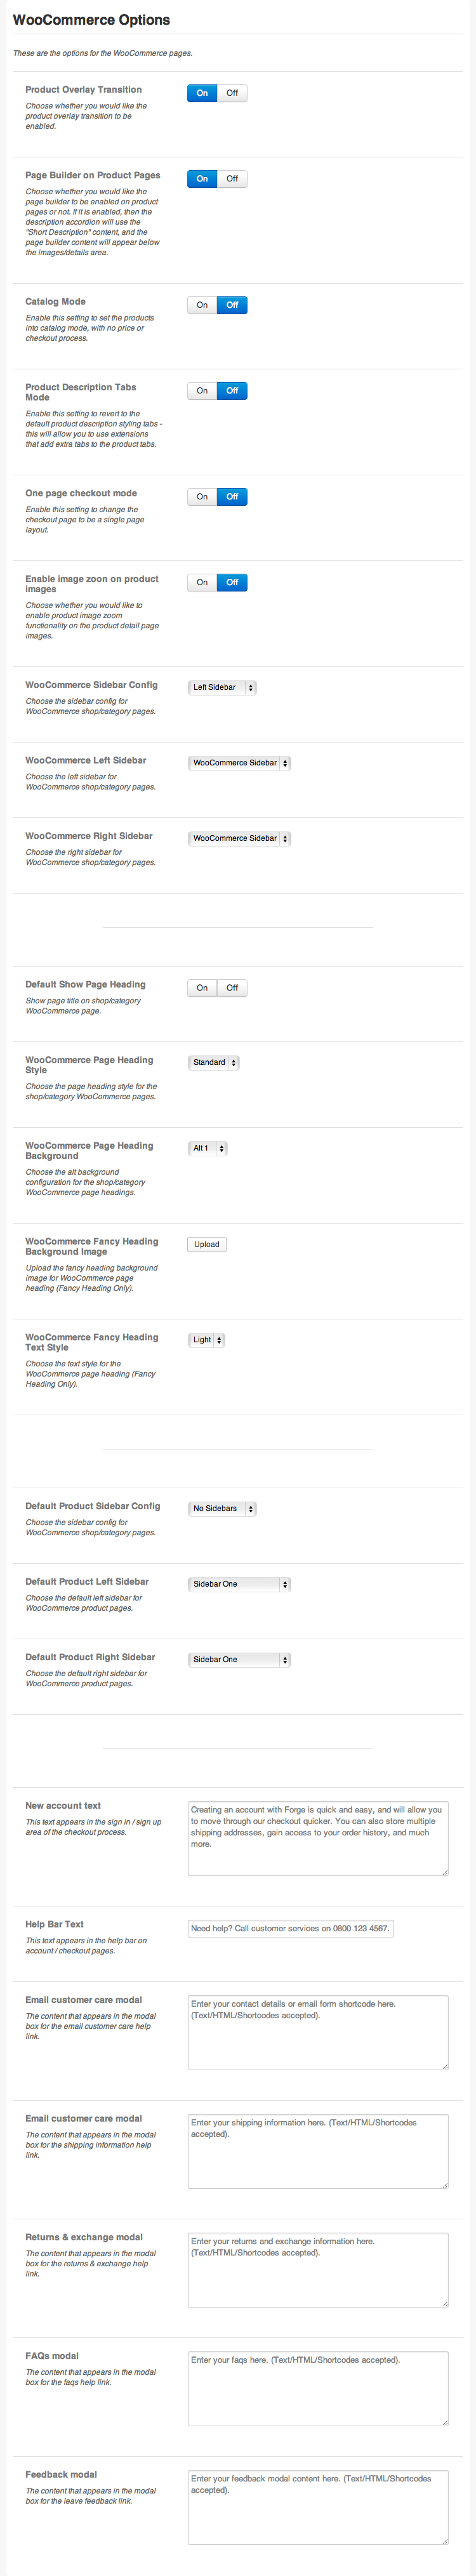 WooCommerce Options
These are the options for the WooCommerce pages.
Product Overlay Transition
On Off
Choose whether you would like the
product overlay transition to be
enabled.
Page Builder on Product Pages
On Off
Choose whether you would like the
page builder to be enabled on product
pages or not. If it is enabled, then the
description accordion will use the
"Short Description" content, and the
page builder content will appear below
the images/details area.
Catalog Mode
On Off
Enable this setting to set the products
into catalog mode, with no price or
checkout process.
Product Description Tabs
Mode
On Off
Enable this setting to revert to the
default product description styling tabs -
this will allow you to use extensions
that add extra tabs to the product tabs.
One page checkout mode
On Off
Enable this setting to change the
checkout page to be a single page
layout.
Enable image zoon on product
images
On Off
Choose whether you would like to
enable product image zoom
functionality on the product detail page
images.
WooCommerce Sidebar Config
Left Sidebar
Choose the sidebar config for
WooCommerce shop/category pages.
WooCommerce Left Sidebar
WooCommerce Sidebar
Choose the left sidebar for
WooCommerce shop/category pages.
WooCommerce Right Sidebar
WooCommerce Sidebar
Choose the right sidebar for
WooCommerce shop/category pages.
Default Show Page Heading
On Off
Show page title on shop/category
WooCommerce page.
WooCommerce Page Heading
Style
Standard
Choose the page heading style for the
shop/category WooCommerce pages.
WooCommerce Page Heading
Background
Alt 1
Choose the alt background
configuration for the shop/category
WooCommerce page headings.
WooCommerce Fancy Heading
Background Image
Upload
Upload the fancy heading background
image for WooCommerce page
heading (Fancy Heading Only).
WooCommerce Fancy Heading
Text Style
Light
Choose the text style for the
WooCommerce page heading (Fancy
Heading Only).
Default Product Sidebar Config
No Sidebars
Choose the sidebar config for
WooCommerce shop/category pages.
Default Product Left Sidebar
Sidebar One
Choose the default left sidebar for
WooCommerce product pages.
Default Product Right Sidebar
Sidebar One
Choose the default right sidebar for
WooCommerce product pages.
New account text
This text appears in the sign in / sign up
area of the checkout process.
Creating an account with Forge is quick and easy, and will allow you
to move through our checkout quicker. You can also store multiple
shipping addresses, gain access to your order history, and much
more.
Help Bar Text
This text appears in the help bar on
account / checkout pages.
Need help? Call customer services on 0800 123 4567.
Email customer care modal
The content that appears in the modal
box for the email customer care help
link.
Enter your contact details or email form shortcode here.
(Text/HTML/Shortcodes accepted).
Email customer care modal
The content that appears in the modal
box for the shipping information help
link.
Enter your shipping information here. (Text/HTML/Shortcodes
accepted).
Returns & exchange modal
The content that appears in the modal
box for the returns & exchange help
link.
Enter your returns and exchange information here.
(Text/HTML/Shortcodes accepted).
FAQs modal
The content that appears in the modal
box for the faqs help link.
Enter your faqs here. (Text/HTML/Shortcodes accepted).
Feedback modal
The content that appears in the modal
box for the leave feedback link.
Enter your feedback modal content here. (Text/HTML/Shortcodes
accepted).